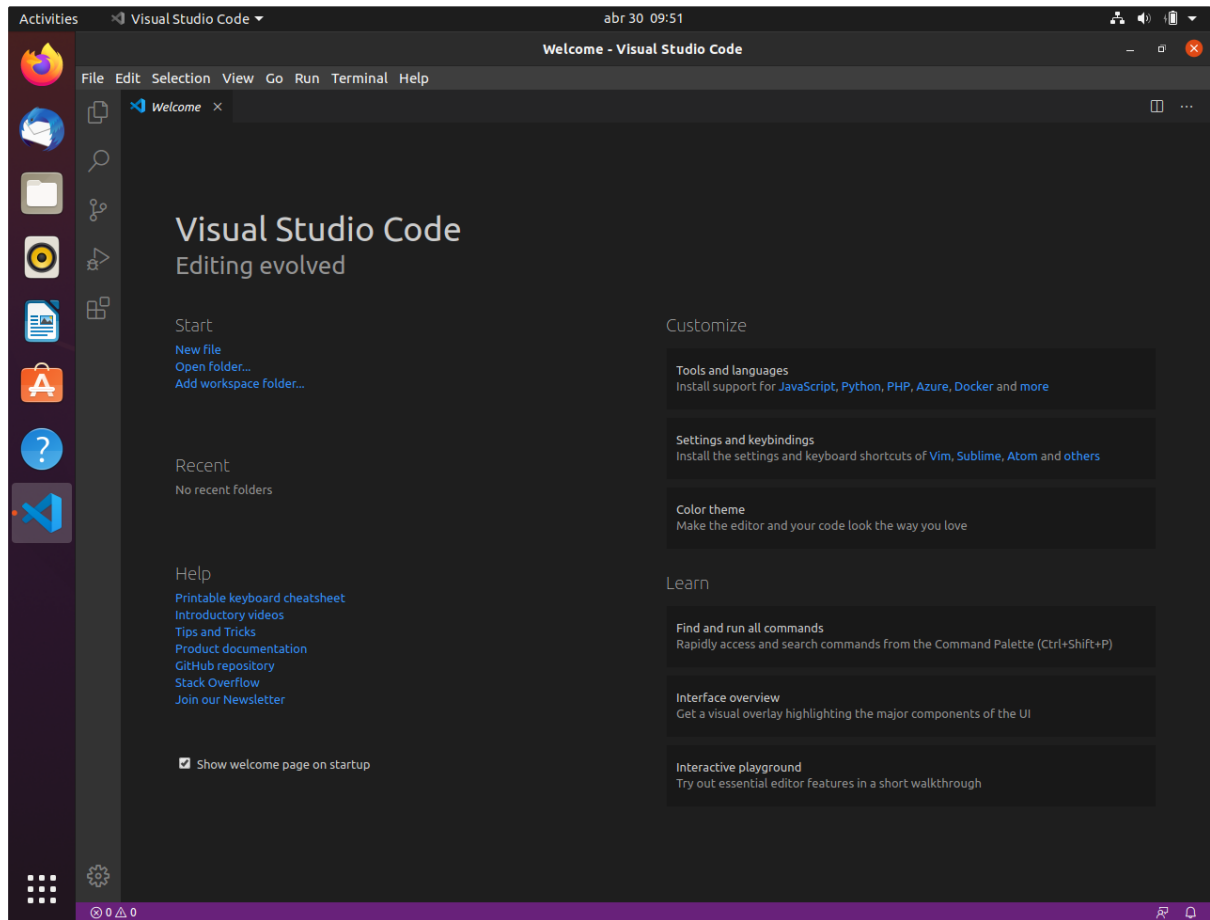 Activities Visual Studio Code abr 30 09:51
Welcome - Visual Studio Code
File Edit Selection View Go Run Terminal Help
Welcome
Visual Studio Code
Editing evolved
Start
New file
Open folder...
Add workspace folder...
Recent
No recent folders
Help
Printable keyboard cheatsheet
Introductory videos
Tips and Tricks
Product documentation
GitHub repository
Stack Overflow
Join our Newsletter
Show welcome page on startup
Customize
Tools and languages
Install support for JavaScript, Python, PHP, Azure, Docker and more
Settings and keybindings
Install the settings and keyboard shortcuts of Vim, Sublime, Atom and others
Color theme
Make the editor and your code look the way you love
Learn
Find and run all commands
Rapidly access and search commands from the Command Palette (Ctrl+Shift+P)
Interface overview
Get a visual overlay highlighting the major components of the UI
Interactive playground
Try out essential editor features in a short walkthrough
0 0